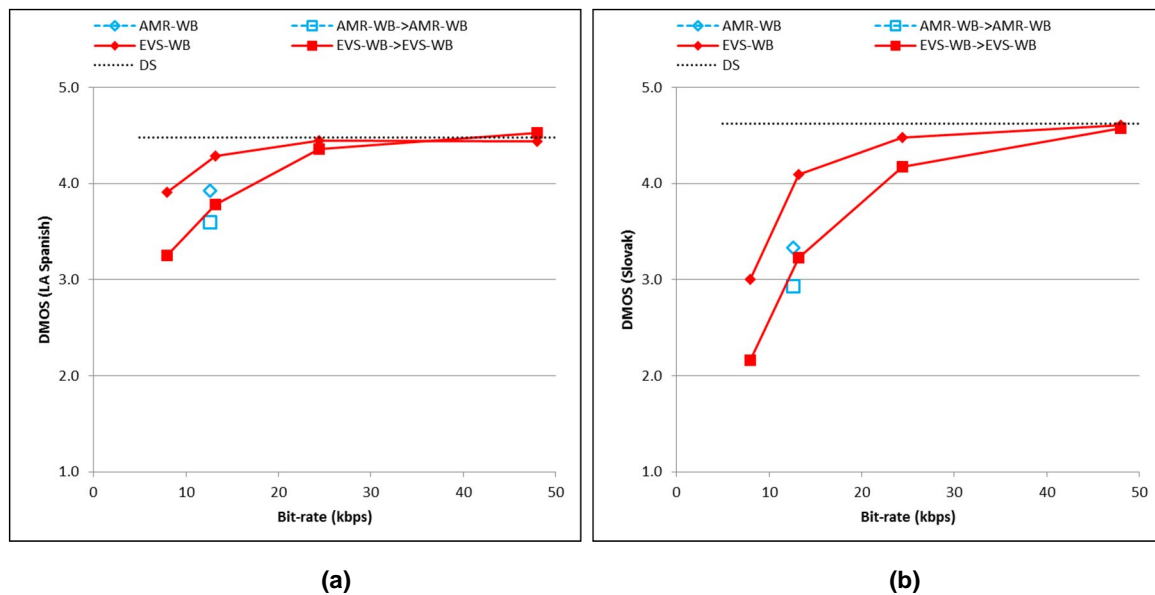 AMR-WB AMR-WB->AMR-WB
EVS-WB EVS-WB->EVS-WB
DS
5.0
4.0
3.0
2.0
1.0
DMOS (LA Spanish)
0 10 20 30 40 50
Bit-rate (kbps)
(a)
AMR-WB AMR-WB->AMR-WB
EVS-WB EVS-WB->EVS-WB
DS
5.0
4.0
3.0
2.0
1.0
DMOS (Slovak)
0 10 20 30 40 50
Bit-rate (kbps)
(b)